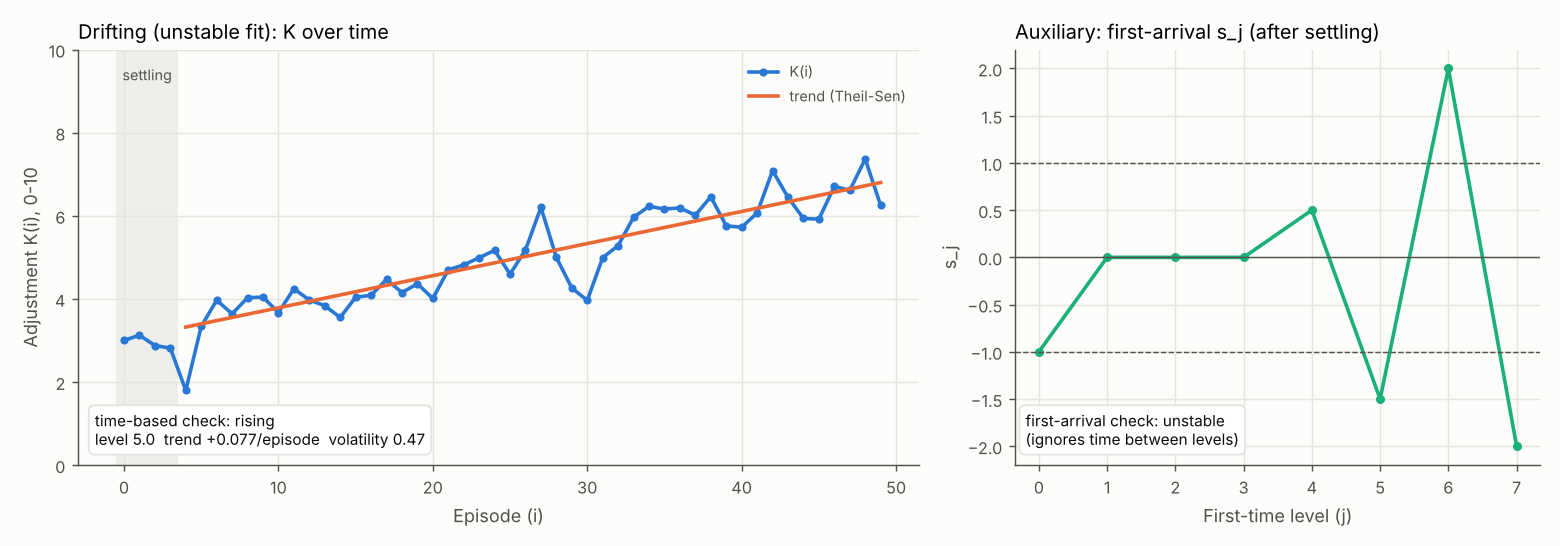 Drifting (unstable fit): K over time
Adjustment K(i), 0-10
10
8
6
4
2
0
settling
K(i)
trend (Theil-Sen)
time-based check: rising
level 5.0 trend +0.077/episode volatility 0.47
0 10 20 30 40 50
Episode (i)
Auxiliary: first-arrival s_j (after settling)
s_j
2.0
1.5
1.0
0.5
0.0
−0.5
−1.0
−1.5
−2.0
first-arrival check: unstable
(ignores time between levels)
0 1 2 3 4 5 6 7
First-time level (j)